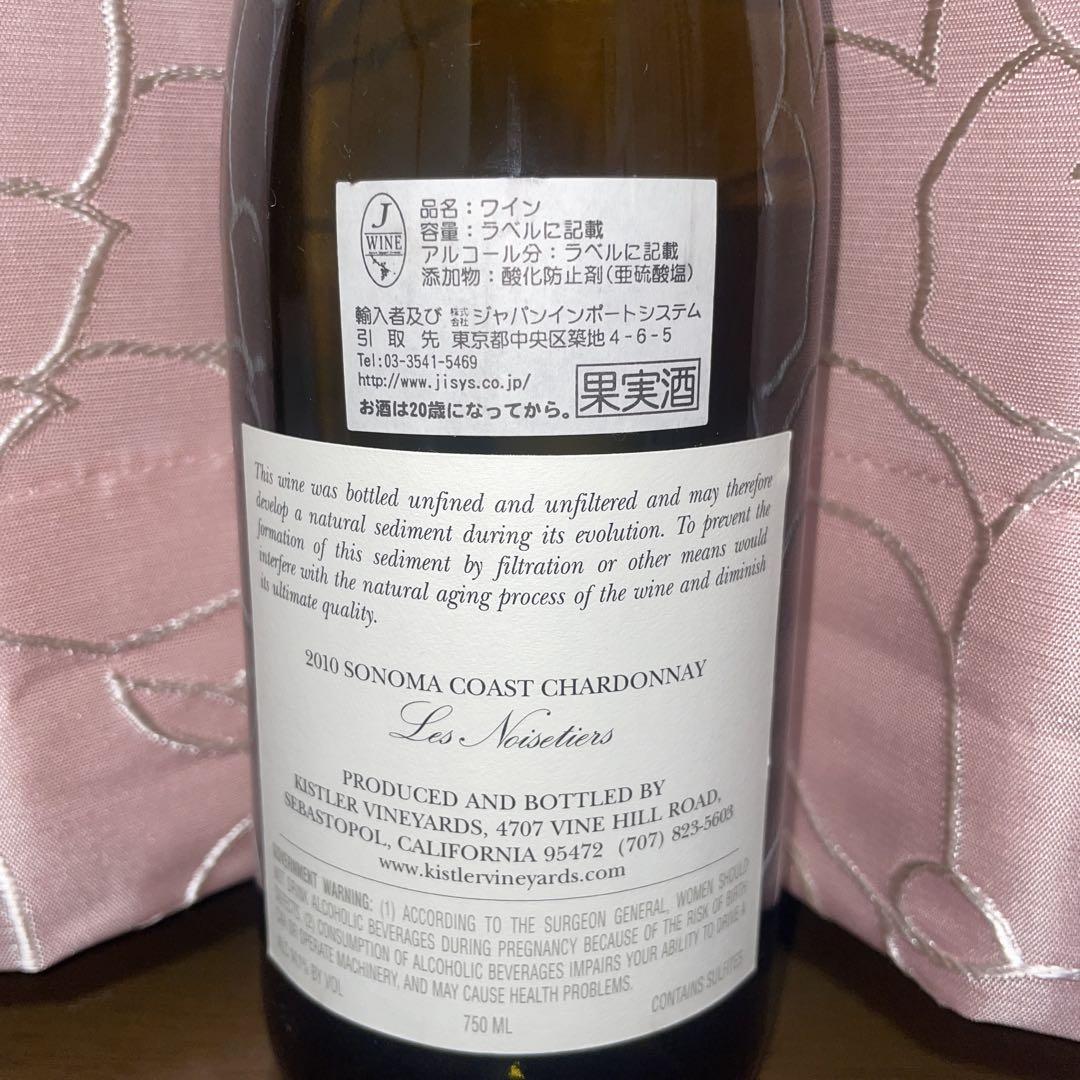 J
WINE
品名：ワイン
容量：ラベルに記載
アルコール分：ラベルに記載
添加物：酸化防止剤（亜硫酸塩）
輸入者及び 株式会社 ジャパンインポートシステム
引取先 東京都中央区築地4-6-5
Tel:03-3541-5469
http://www.jisys.co.jp/
お酒は20歳になってから。 果実酒
This wine was bottled unfined and unfiltered and may therefore
develop a natural sediment during its evolution. To prevent the
formation of this sediment by filtration or other means would
interfere with the natural aging process of the wine and diminish
its ultimate quality.
2010 SONOMA COAST CHARDONNAY
Les Noisetiers
PRODUCED AND BOTTLED BY
KISTLER VINEYARDS, 4707 VINE HILL ROAD,
SEBASTOPOL, CALIFORNIA 95472 (707) 823-5603
www.kistlervineyards.com
GOVERNMENT WARNING: (1) ACCORDING TO THE SURGEON GENERAL, WOMEN SHOULD
NOT DRINK ALCOHOLIC BEVERAGES DURING PREGNANCY BECAUSE OF THE RISK OF BIRTH
DEFECTS. (2) CONSUMPTION OF ALCOHOLIC BEVERAGES IMPAIRS YOUR ABILITY TO DRIVE A
CAR OR OPERATE MACHINERY, AND MAY CAUSE HEALTH PROBLEMS.
ALC 14.1% BY VOL CONTAINS SULFITES
750 ML